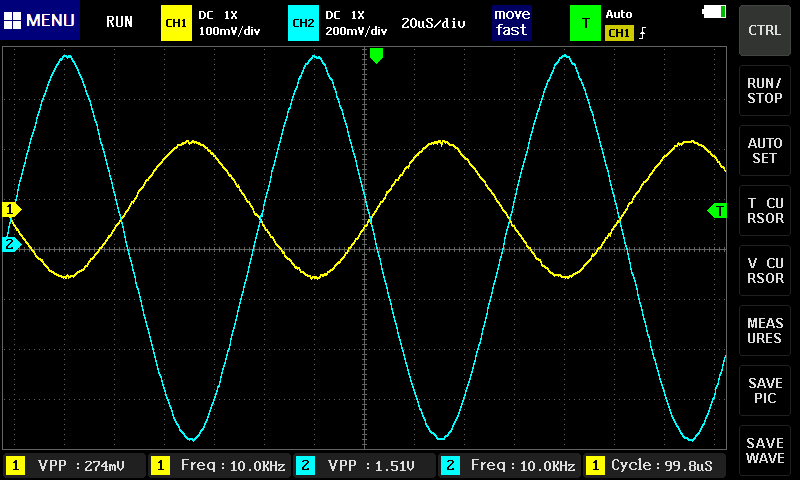 MENU
RUN
CH1
DC 1X
100mV/div
CH2
DC 1X
200mV/div
20uS/div
move
fast
T
Auto
CH1
CTRL
RUN/
STOP
AUTO
SET
T CU
RSOR
V CU
RSOR
MEAS
URES
SAVE
PIC
SAVE
WAVE
1
2
T
1 VPP : 274mV
1 Freq : 10.0KHz
2 VPP : 1.51V
2 Freq : 10.0KHz
1 Cycle : 99.8uS